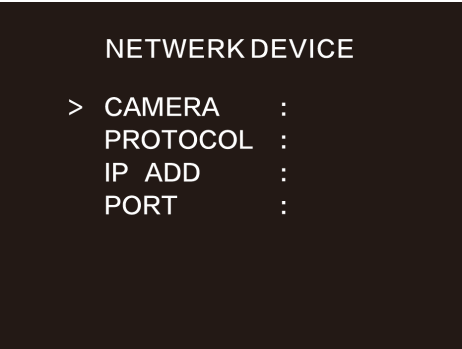 NETWERK DEVICE
> CAMERA :
PROTOCOL :
IP ADD :
PORT :